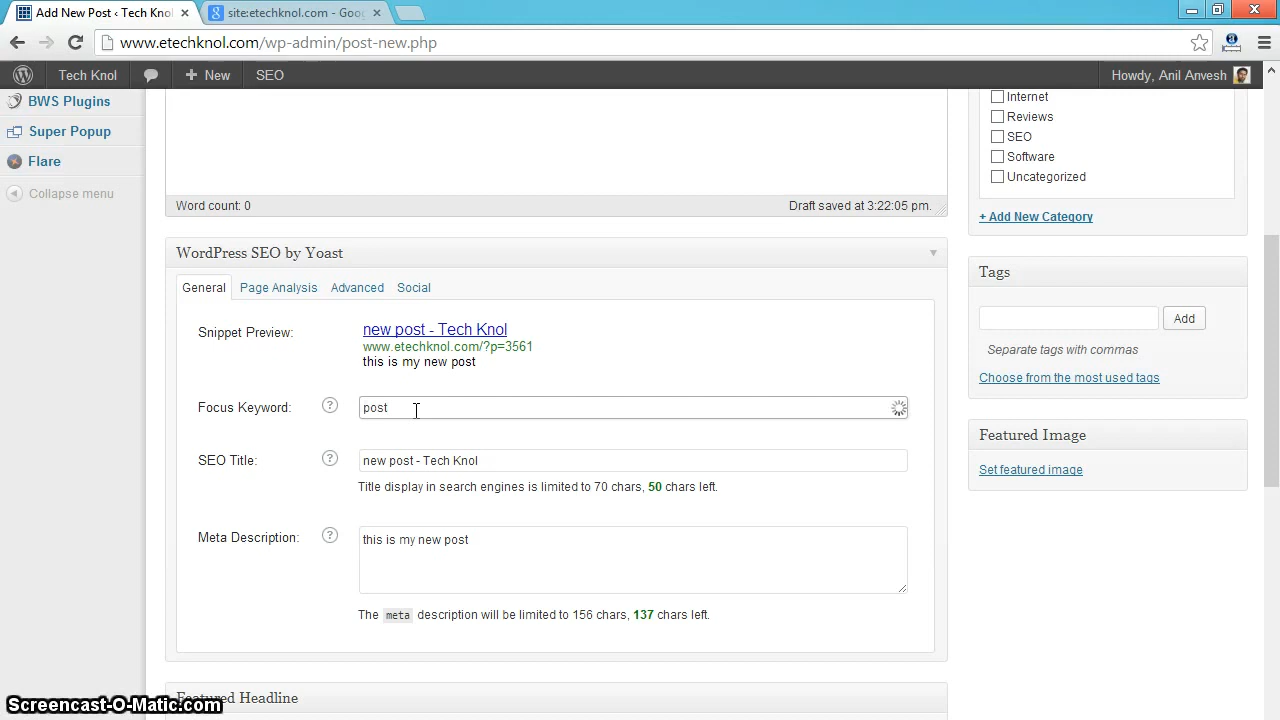 Add New Post ‹ Tech Knol
site:etechknol.com - Goog
www.etechknol.com/wp-admin/post-new.php
Tech Knol
New
SEO
Howdy, Anil Anvesh
BWS Plugins
Super Popup
Flare
Collapse menu
Word count: 0
Draft saved at 3:22:05 pm.
WordPress SEO by Yoast
General
Page Analysis
Advanced
Social
Snippet Preview:
new post - Tech Knol
www.etechknol.com/?p=3561
this is my new post
Focus Keyword:
?
post
SEO Title:
?
new post - Tech Knol
Title display in search engines is limited to 70 chars, 50 chars left.
Meta Description:
?
this is my new post
The meta description will be limited to 156 chars, 137 chars left.
Featured Headline
Internet
Reviews
SEO
Software
Uncategorized
+ Add New Category
Tags
Add
Separate tags with commas
Choose from the most used tags
Featured Image
Set featured image
Screencast-O-Matic.com